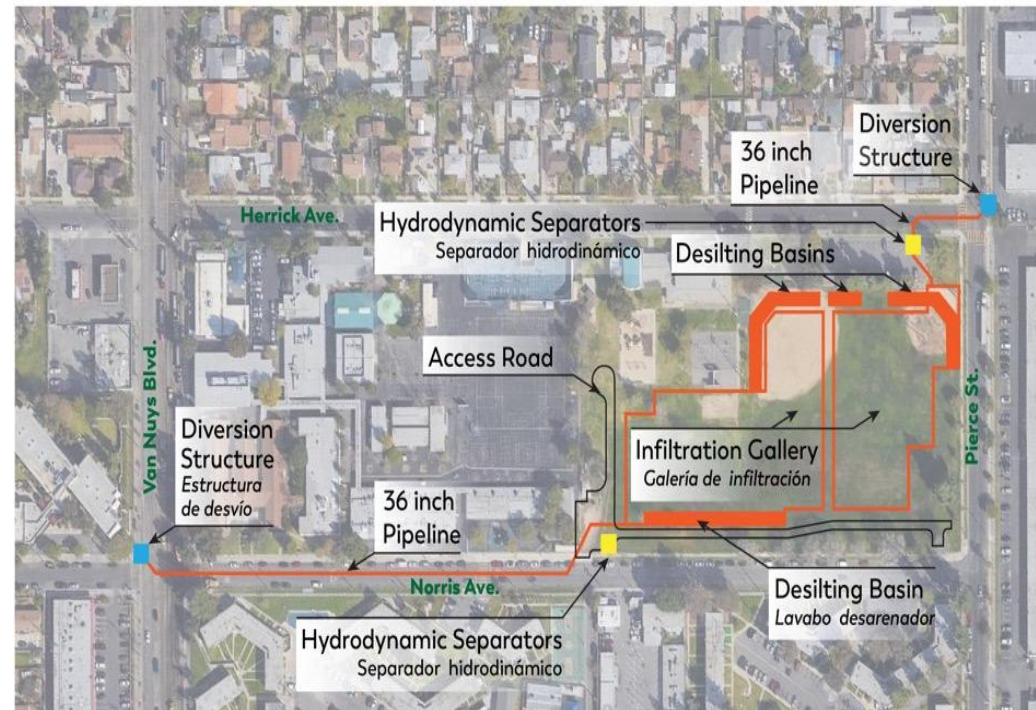 Diversion
Structure
36 inch
Pipeline
Herrick Ave.
Hydrodynamic Separators
Separador hidrodinámico
Desilting Basins
Access Road
Van Nuys Blvd.
Pierce St.
Diversion
Structure
Estructura
de desvío
Infiltration Gallery
Galería de infiltración
36 inch
Pipeline
Norris Ave.
Desilting Basin
Lavabo desarenador
Hydrodynamic Separators
Separador hidrodinámico